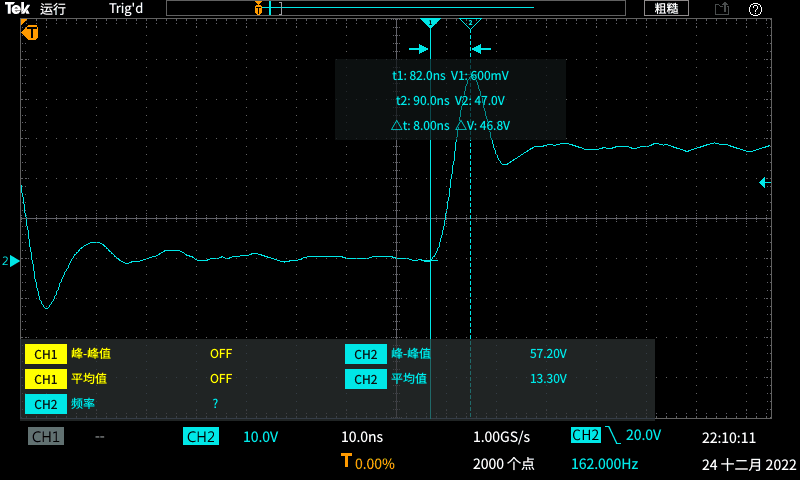 Tek 运行 Trig'd T 粗糙 ?
T 1 2
t1: 82.0ns V1: 600mV
t2: 90.0ns V2: 47.0V
△t: 8.00ns △V: 46.8V
2
CH1 峰-峰值 OFF CH2 峰-峰值 57.20V
CH1 平均值 OFF CH2 平均值 13.30V
CH2 频率 ?
CH1 -- CH2 10.0V 10.0ns 1.00GS/s CH2 20.0V 22:10:11
T 0.00% 2000 个点 162.000Hz 24 十二月 2022